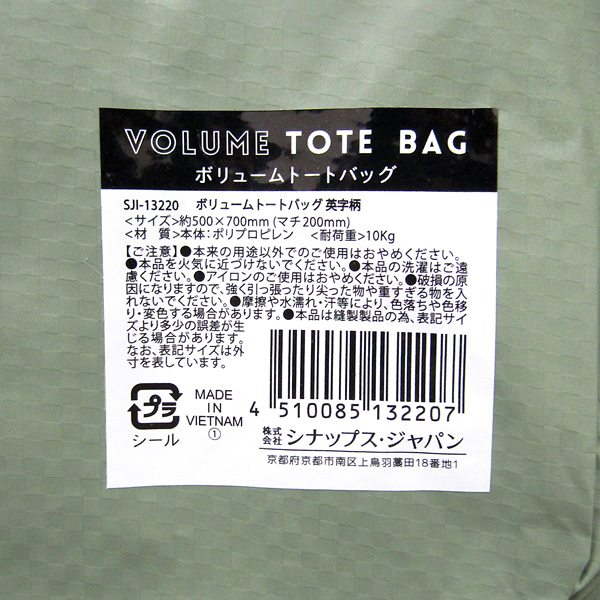 VOLUME TOTE BAG
ボリュームトートバッグ
SJI-13220 ボリュームトートバッグ 英字柄
<サイズ>約500×700mm(マチ200mm)
<材 質>本体:ポリプロピレン <耐荷重>10Kg
【ご注意】●本来の用途以外でのご使用はおやめください。
●本品を火気に近づけないでください。●本品の洗濯はご遠
慮ください。●アイロンのご使用はおやめください。●破損の原
因になりますので、強く引っ張ったり尖った物や重すぎる物を入
れないでください。●摩擦や水濡れ・汗等により、色落ちや色移
り・変色する場合があります。●本品は縫製製品の為、表記サイ
ズより多少の誤差が生
じる場合があります。
なお、表記サイズは外
寸を表しています。
プラ
シール
MADE
IN
VIETNAM
①
4 510085 132207
株式会社 シナップス・ジャパン
京都府京都市南区上鳥羽藁田18番地1